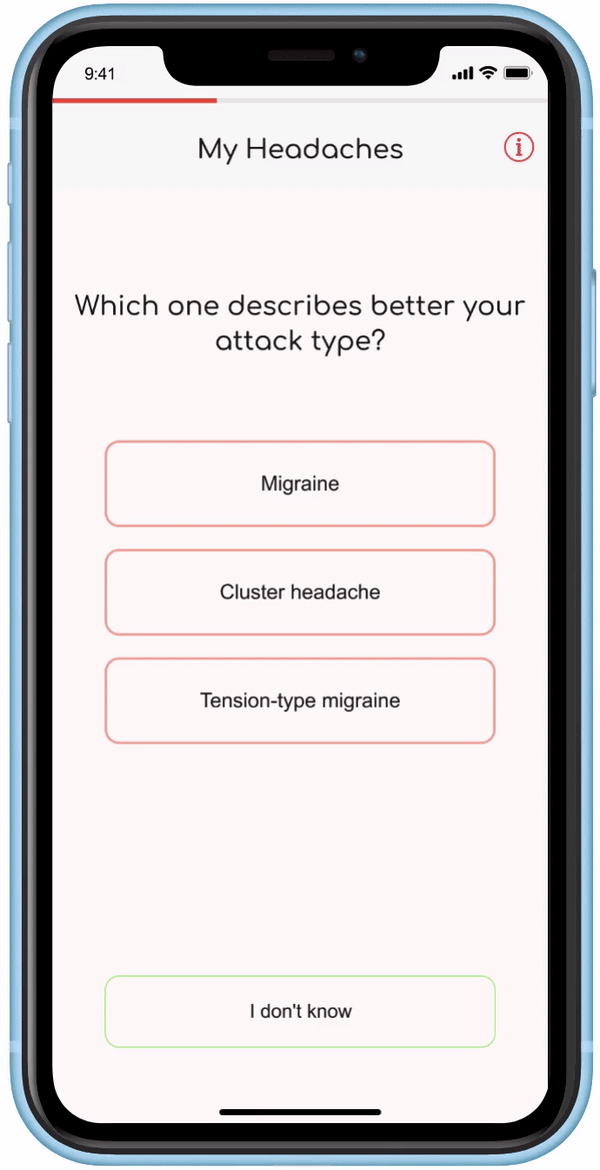 9:41
My Headaches
Which one describes better your
attack type?
Migraine
Cluster headache
Tension-type migraine
I don't know